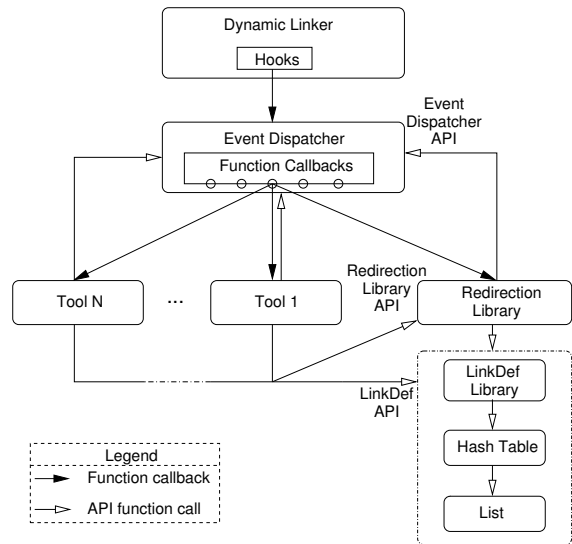 Dynamic Linker
Hooks
Event
Dispatcher
API
Event Dispatcher
Function Callbacks
Redirection
Library
API
Tool N
...
Tool 1
Redirection
Library
LinkDef
API
LinkDef
Library
Hash Table
List
Legend
Function callback
API function call